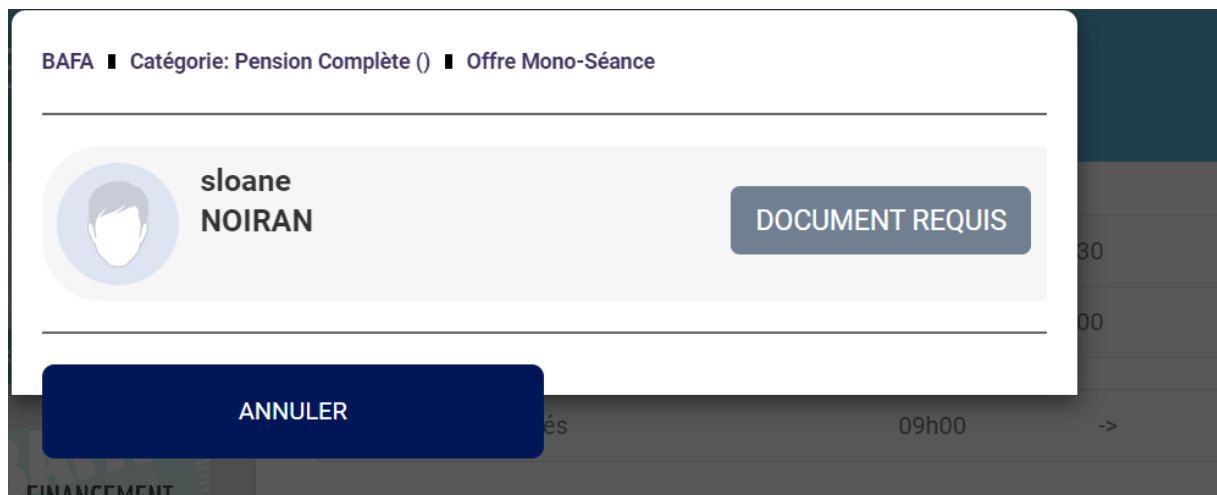 BAFA ▮ Catégorie: Pension Complète () ▮ Offre Mono-Séance
sloane
NOIRAN
DOCUMENT REQUIS
30
00
ANNULER
és
09h00
->
FINANCEMENT